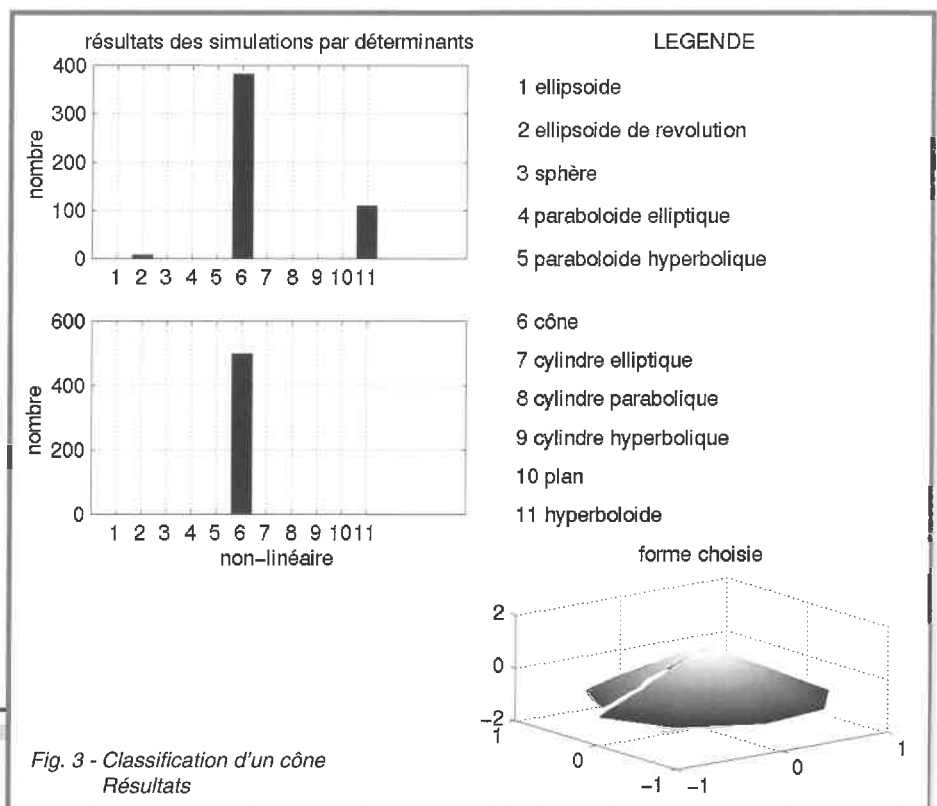 résultats des simulations par déterminants
400
300
200
100
0
nombre
1 2 3 4 5 6 7 8 9 10 11
600
400
200
0
nombre
1 2 3 4 5 6 7 8 9 10 11
non-linéaire
LEGENDE
1 ellipsoide
2 ellipsoide de revolution
3 sphère
4 paraboloide elliptique
5 paraboloide hyperbolique
6 cône
7 cylindre elliptique
8 cylindre parabolique
9 cylindre hyperbolique
10 plan
11 hyperboloide
forme choisie
2
0
-2
1
0
-1
-1
0
1
Fig. 3 - Classification d'un cône
Résultats